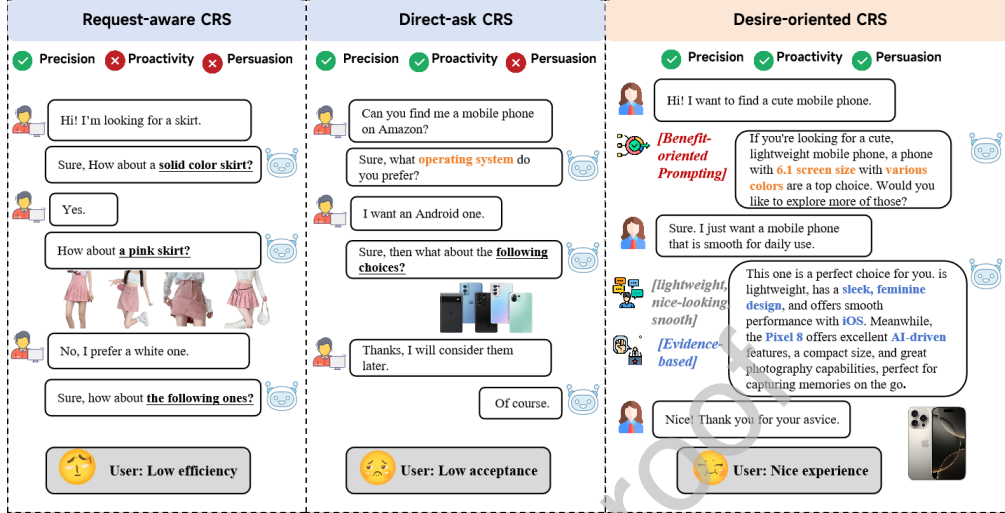 Request-aware CRS
Precision
Proactivity
Persuasion
Hi! I'm looking for a skirt.
Sure, How about a solid color skirt?
Yes.
How about a pink skirt?
No, I prefer a white one.
Sure, how about the following ones?
User: Low efficiency
Direct-ask CRS
Precision
Proactivity
Persuasion
Can you find me a mobile phone
on Amazon?
Sure, what operating system do
you prefer?
I want an Android one.
Sure, then what about the following
choices?
Thanks, I will consider them
later.
Of course.
User: Low acceptance
Desire-oriented CRS
Precision
Proactivity
Persuasion
Hi! I want to find a cute mobile phone.
[Benefit-
oriented
Prompting]
If you're looking for a cute,
lightweight mobile phone, a phone
with 6.1 screen size with various
colors are a top choice. Would you
like to explore more of those?
Sure. I just want a mobile phone
that is smooth for daily use.
[lightweight,
nice-looking,
snooth]
[Evidence-
based]
This one is a perfect choice for you. is
lightweight, has a sleek, feminine
design, and offers smooth
performance with iOS. Meanwhile,
the Pixel 8 offers excellent AI-driven
features, a compact size, and great
photography capabilities, perfect for
capturing memories on the go.
Nice! Thank you for your asvice.
User: Nice experience
roof